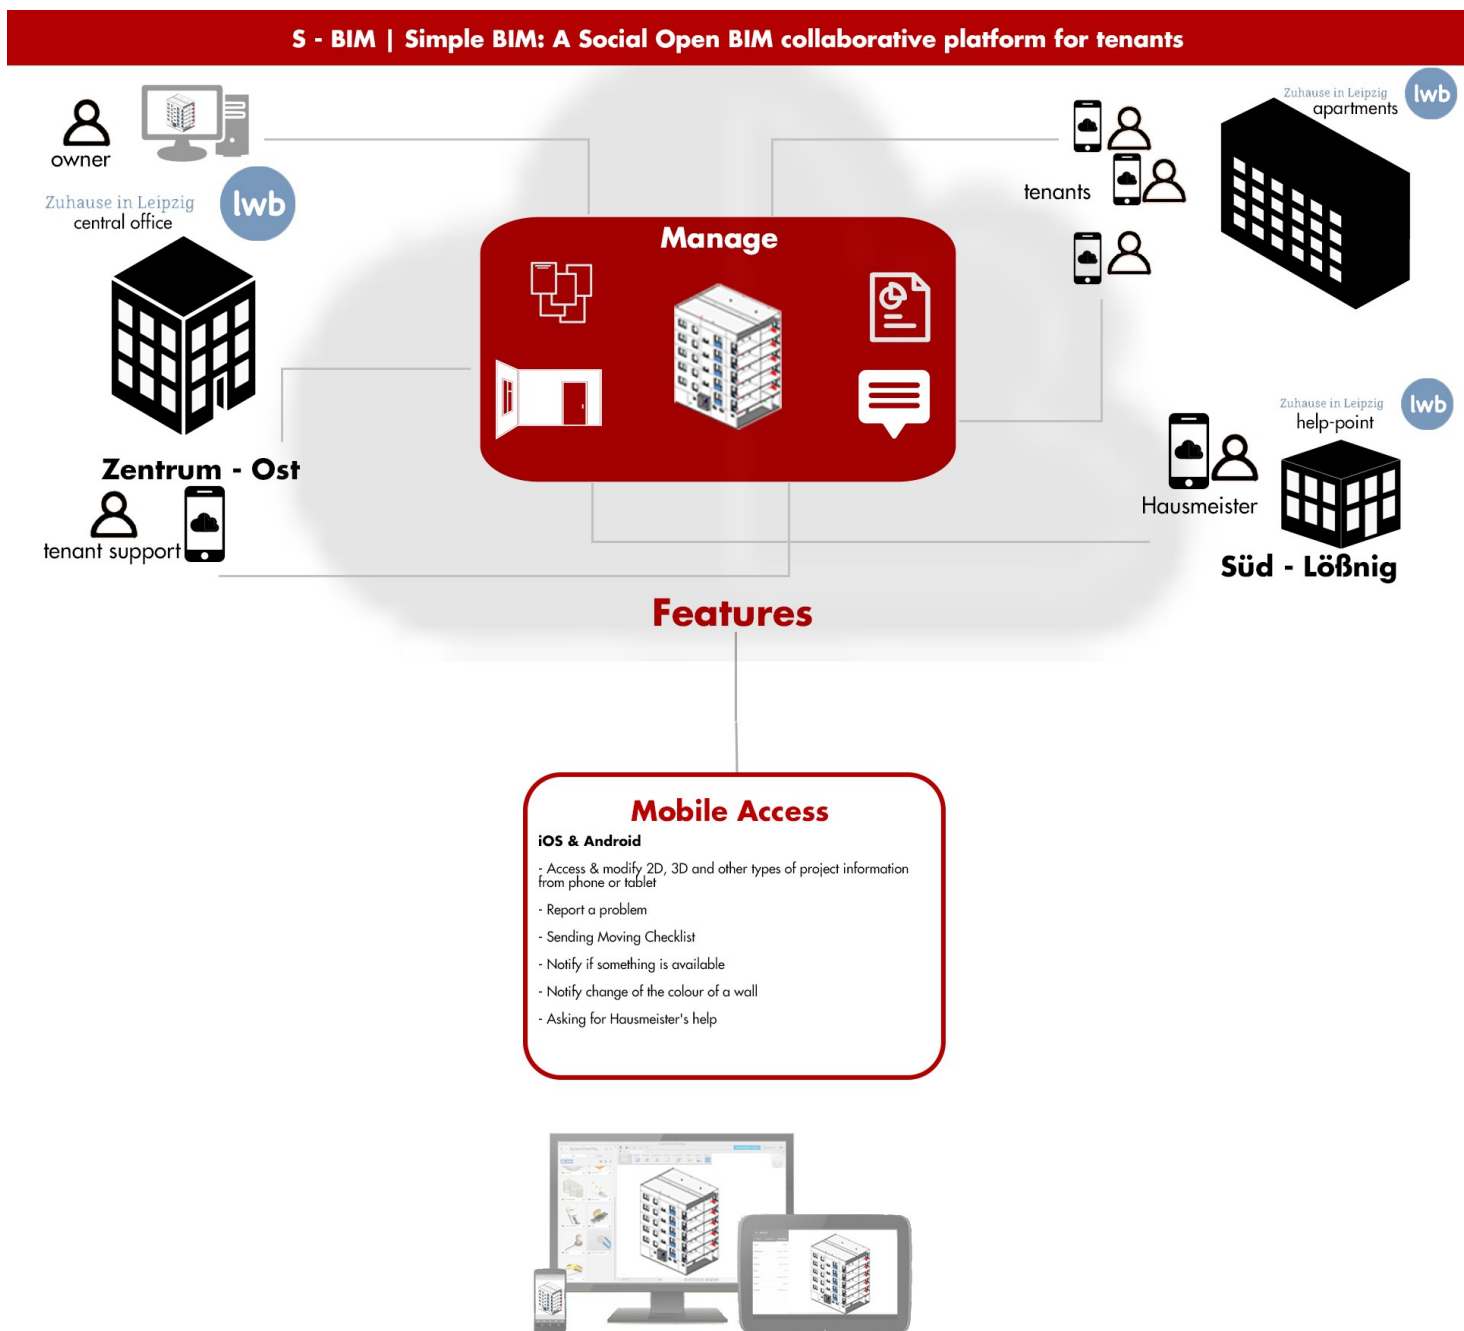 S - BIM | Simple BIM: A Social Open BIM collaborative platform for tenants
owner
Zuhause in Leipzig
central office
lwb
Zentrum - Ost
tenant support
Manage
tenants
Zuhause in Leipzig
apartments
lwb
Zuhause in Leipzig
help-point
lwb
Hausmeister
Süd - Lößnig
Features
Mobile Access
iOS & Android
- Access & modify 2D, 3D and other types of project information
from phone or tablet
- Report a problem
- Sending Moving Checklist
- Notify if something is available
- Notify change of the colour of a wall
- Asking for Hausmeister's help